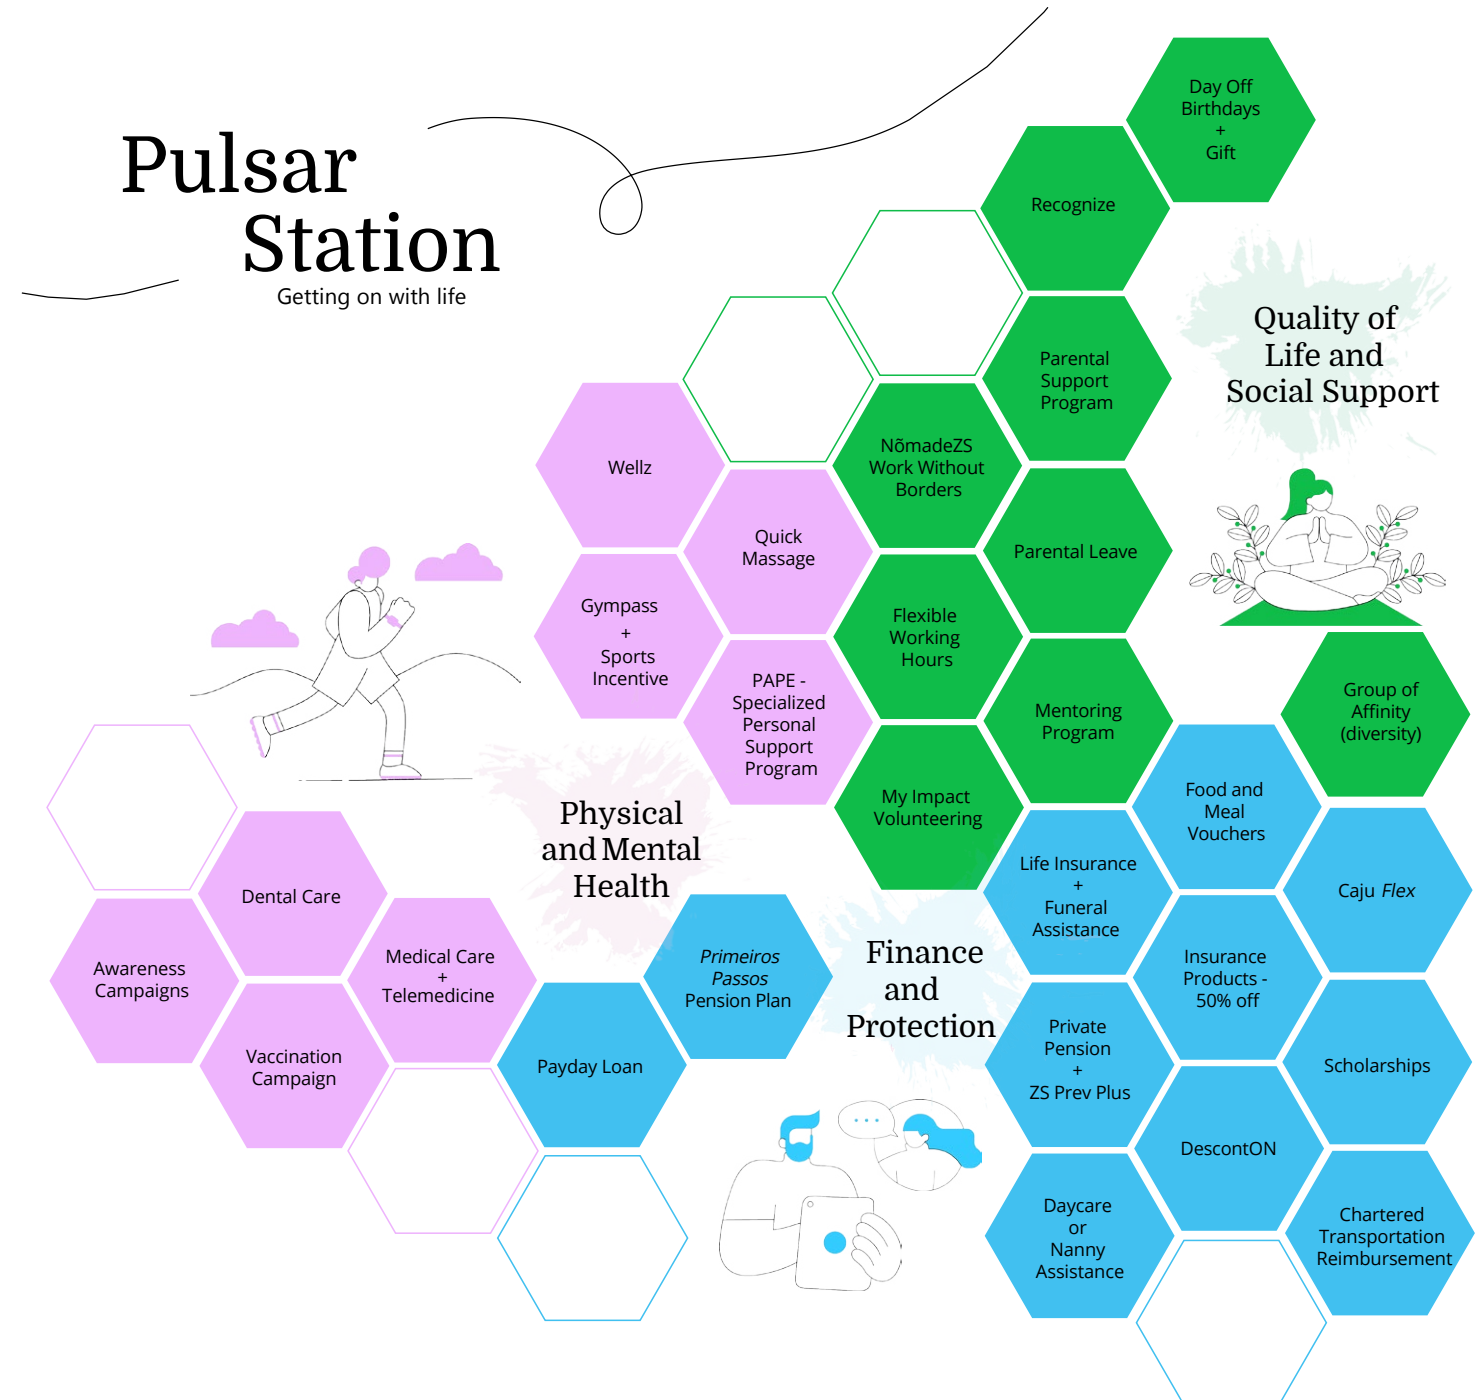 Pulsar
Station
Getting on with life
Day Off
Birthdays
+
Gift
Recognize
Quality of
Life and
Social Support
Parental
Support
Program
NõmadeZS
Work Without
Borders
Wellz
Quick
Massage
Parental Leave
Gympass
+
Sports
Incentive
Flexible
Working
Hours
PAPE -
Specialized
Personal
Support
Program
Mentoring
Program
Group of
Affinity
(diversity)
My Impact
Volunteering
Food and
Meal
Vouchers
Physical
and Mental
Health
Dental Care
Life Insurance
+
Funeral
Assistance
Caju Flex
Awareness
Campaigns
Medical Care
+
Telemedicine
Primeiros
Passos
Pension Plan
Finance
and
Protection
Insurance
Products -
50% off
Vaccination
Campaign
Payday Loan
Private
Pension
+
ZS Prev Plus
Scholarships
DescontON
Daycare
or
Nanny
Assistance
Chartered
Transportation
Reimbursement